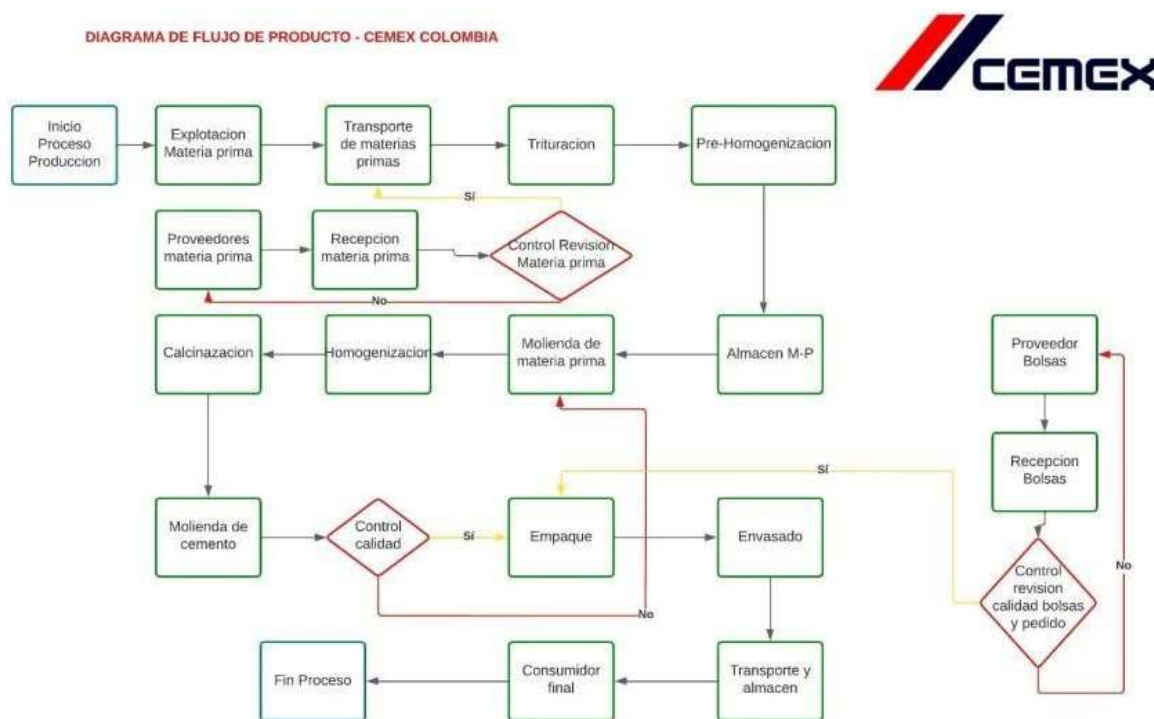 DIAGRAMA DE FLUJO DE PRODUCTO - CEMEX COLOMBIA
CEMEX
Inicio
Proceso
Produccion
Explotacion
Materia prima
Transporte
de materias
primas
Trituracion
Pre-Homogenizacion
Sí
Proveedores
materia prima
Recepcion
materia prima
Control Revision
Materia prima
No
Calcinazacion
Homogenizacion
Molienda de
materia prima
Almacen M-P
Proveedor
Bolsas
Recepcion
Bolsas
Sí
Molienda de
cemento
Control
calidad
Sí
Empaque
Envasado
Control
revision
calidad bolsas
y pedido
No
No
Fin Proceso
Consumidor
final
Transporte y
almacen